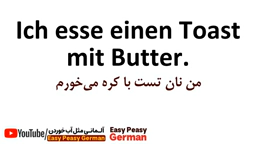 Ich esse einen Toast
mit Butter.
من نان تست با کره می‌خورم
YouTube/آلمانی مثل آب خوردن
Easy Peasy German
Easy Peasy
German